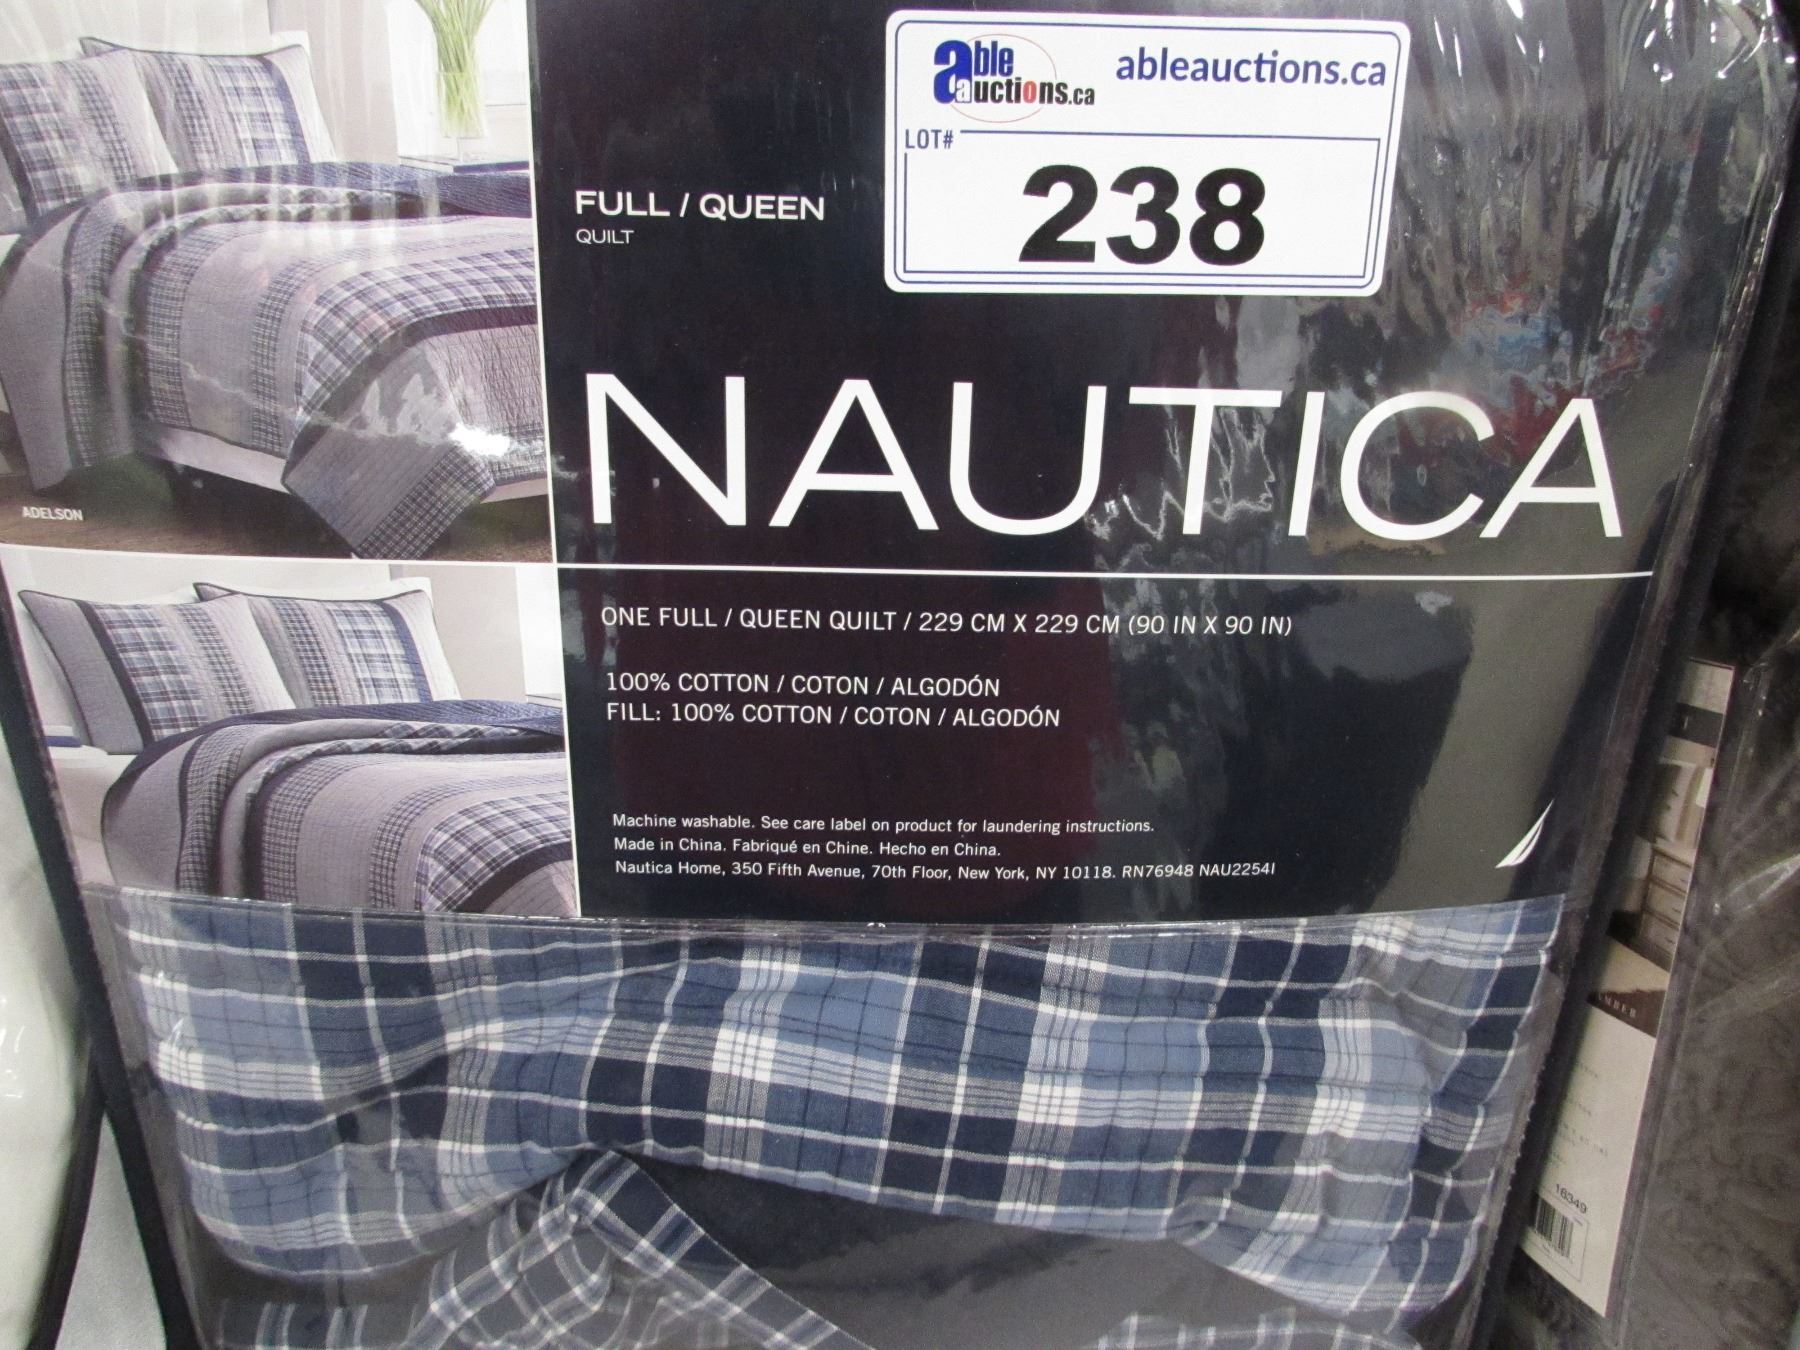 able auctions.ca
ableauctions.ca
LOT#
238
FULL / QUEEN
QUILT
NAUTICA
ADELSON
ONE FULL / QUEEN QUILT / 229 CM X 229 CM (90 IN X 90 IN)
100% COTTON / COTON / ALGODÓN
FILL: 100% COTTON / COTON / ALGODÓN
Machine washable. See care label on product for laundering instructions.
Made in China. Fabriqué en Chine. Hecho en China.
Nautica Home, 350 Fifth Avenue, 70th Floor, New York, NY 10118. RN76948 NAU2254I
16349